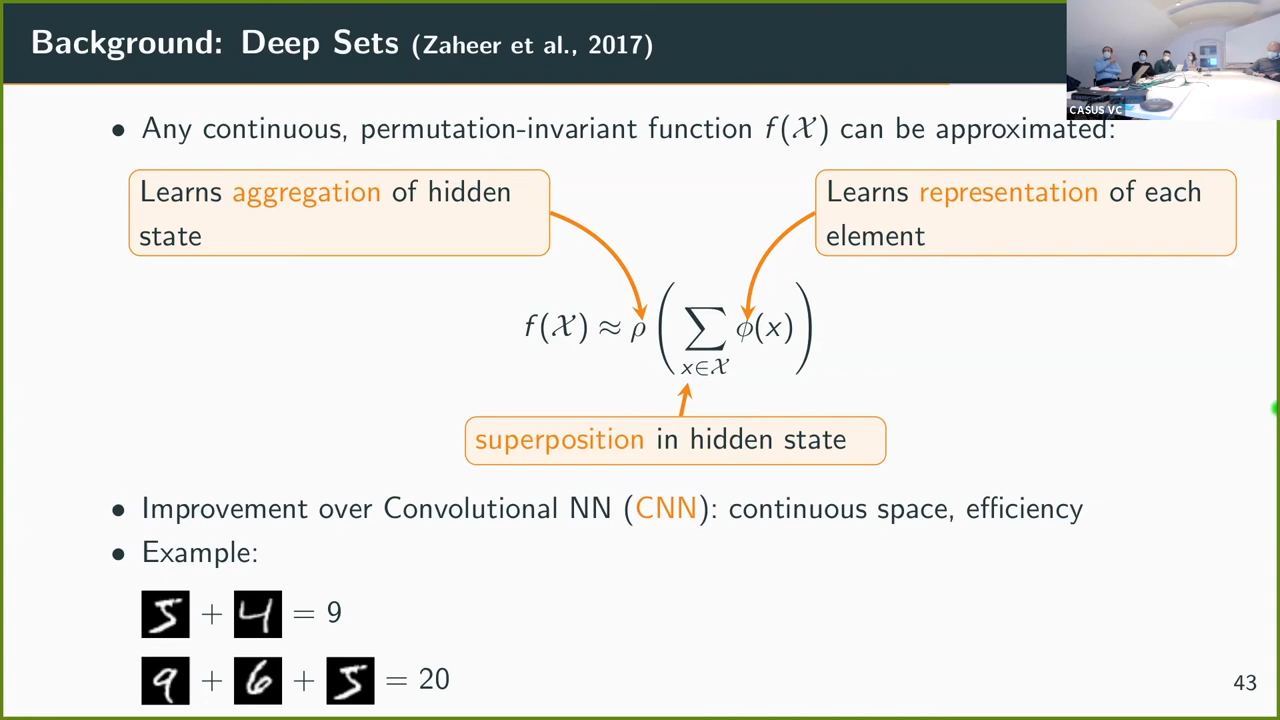 Background: Deep Sets (Zaheer et al., 2017)
CASUS VC
• Any continuous, permutation-invariant function f(𝒳) can be approximated:
Learns aggregation of hidden
state
Learns representation of each
element
f(𝒳) ≈ ρ ( ∑ x∈𝒳 ϕ(x) )
superposition in hidden state
• Improvement over Convolutional NN (CNN): continuous space, efficiency
• Example:
5 + 4 = 9
9 + 6 + 5 = 20
43